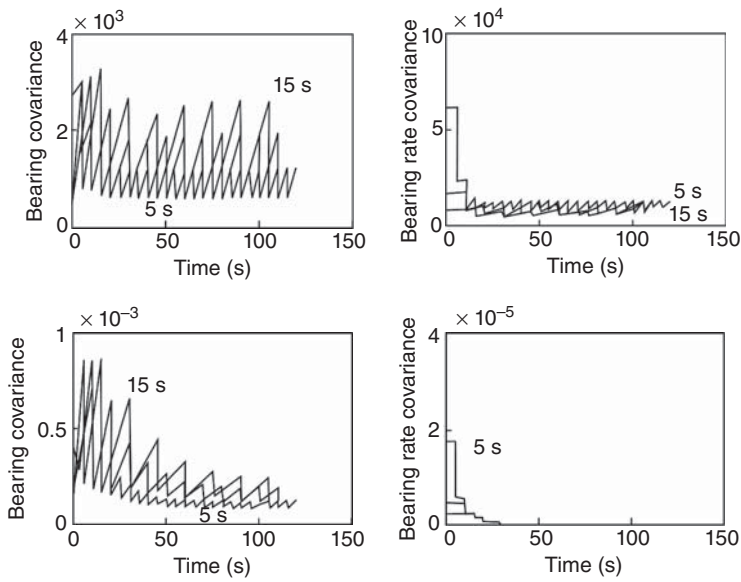 × 10³
4
2
0
0
50
100
150
Bearing covariance
Time (s)
15 s
5 s
× 10⁴
10
5
0
0
50
100
150
Bearing rate covariance
Time (s)
5 s
15 s
× 10⁻³
1
0.5
0
0
50
100
150
Bearing covariance
Time (s)
15 s
5 s
× 10⁻⁵
4
2
0
0
50
100
150
Bearing rate covariance
Time (s)
5 s